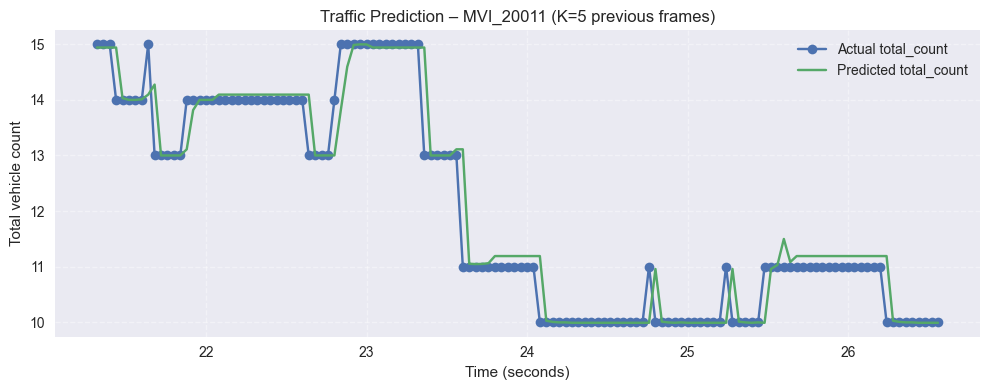 Traffic Prediction – MVI_20011 (K=5 previous frames)
Actual total_count
Predicted total_count
Total vehicle count
15
14
13
12
11
10
22
23
24
25
26
Time (seconds)